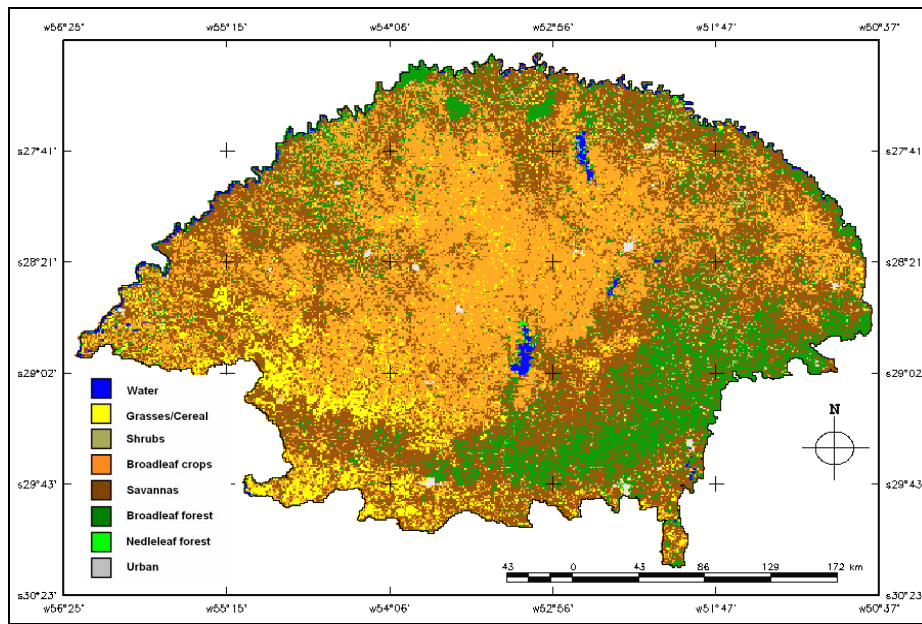 w56°25' w55°15' w54°06' w52°56' w51°47' w50°37'
s27°41' s27°41'
s28°21' s28°21'
s29°02' s29°02'
Water
Grasses/Cereal
Shrubs
Broadleaf crops
Savannas
Broadleaf forest
Nedleleaf forest
Urban
N
s29°43' s29°43'
43 0 43 86 129 172 km
s30°23' s30°23'
w56°25' w55°15' w54°06' w52°56' w51°47' w50°37'